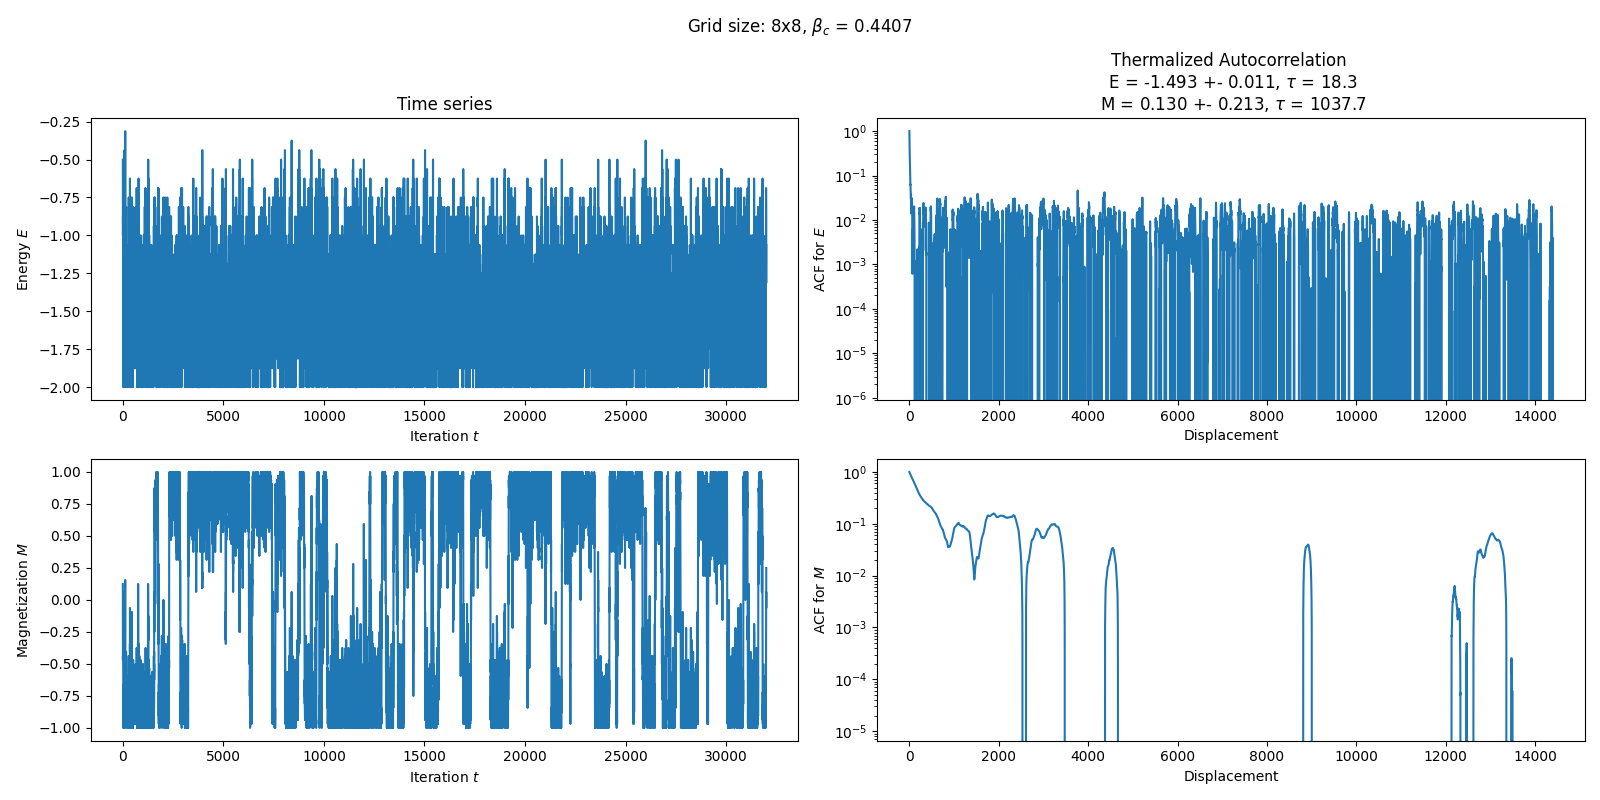 Grid size: 8x8, β_c = 0.4407
Time series
−0.25
−0.50
−0.75
−1.00
−1.25
−1.50
−1.75
−2.00
Energy E
0 5000 10000 15000 20000 25000 30000
Iteration t
Thermalized Autocorrelation
E = -1.493 +- 0.011, τ = 18.3
M = 0.130 +- 0.213, τ = 1037.7
10⁰
10⁻¹
10⁻²
10⁻³
10⁻⁴
10⁻⁵
10⁻⁶
ACF for E
0 2000 4000 6000 8000 10000 12000 14000
Displacement
1.00
0.75
0.50
0.25
0.00
−0.25
−0.50
−0.75
−1.00
Magnetization M
0 5000 10000 15000 20000 25000 30000
Iteration t
10⁰
10⁻¹
10⁻²
10⁻³
10⁻⁴
10⁻⁵
ACF for M
0 2000 4000 6000 8000 10000 12000 14000
Displacement